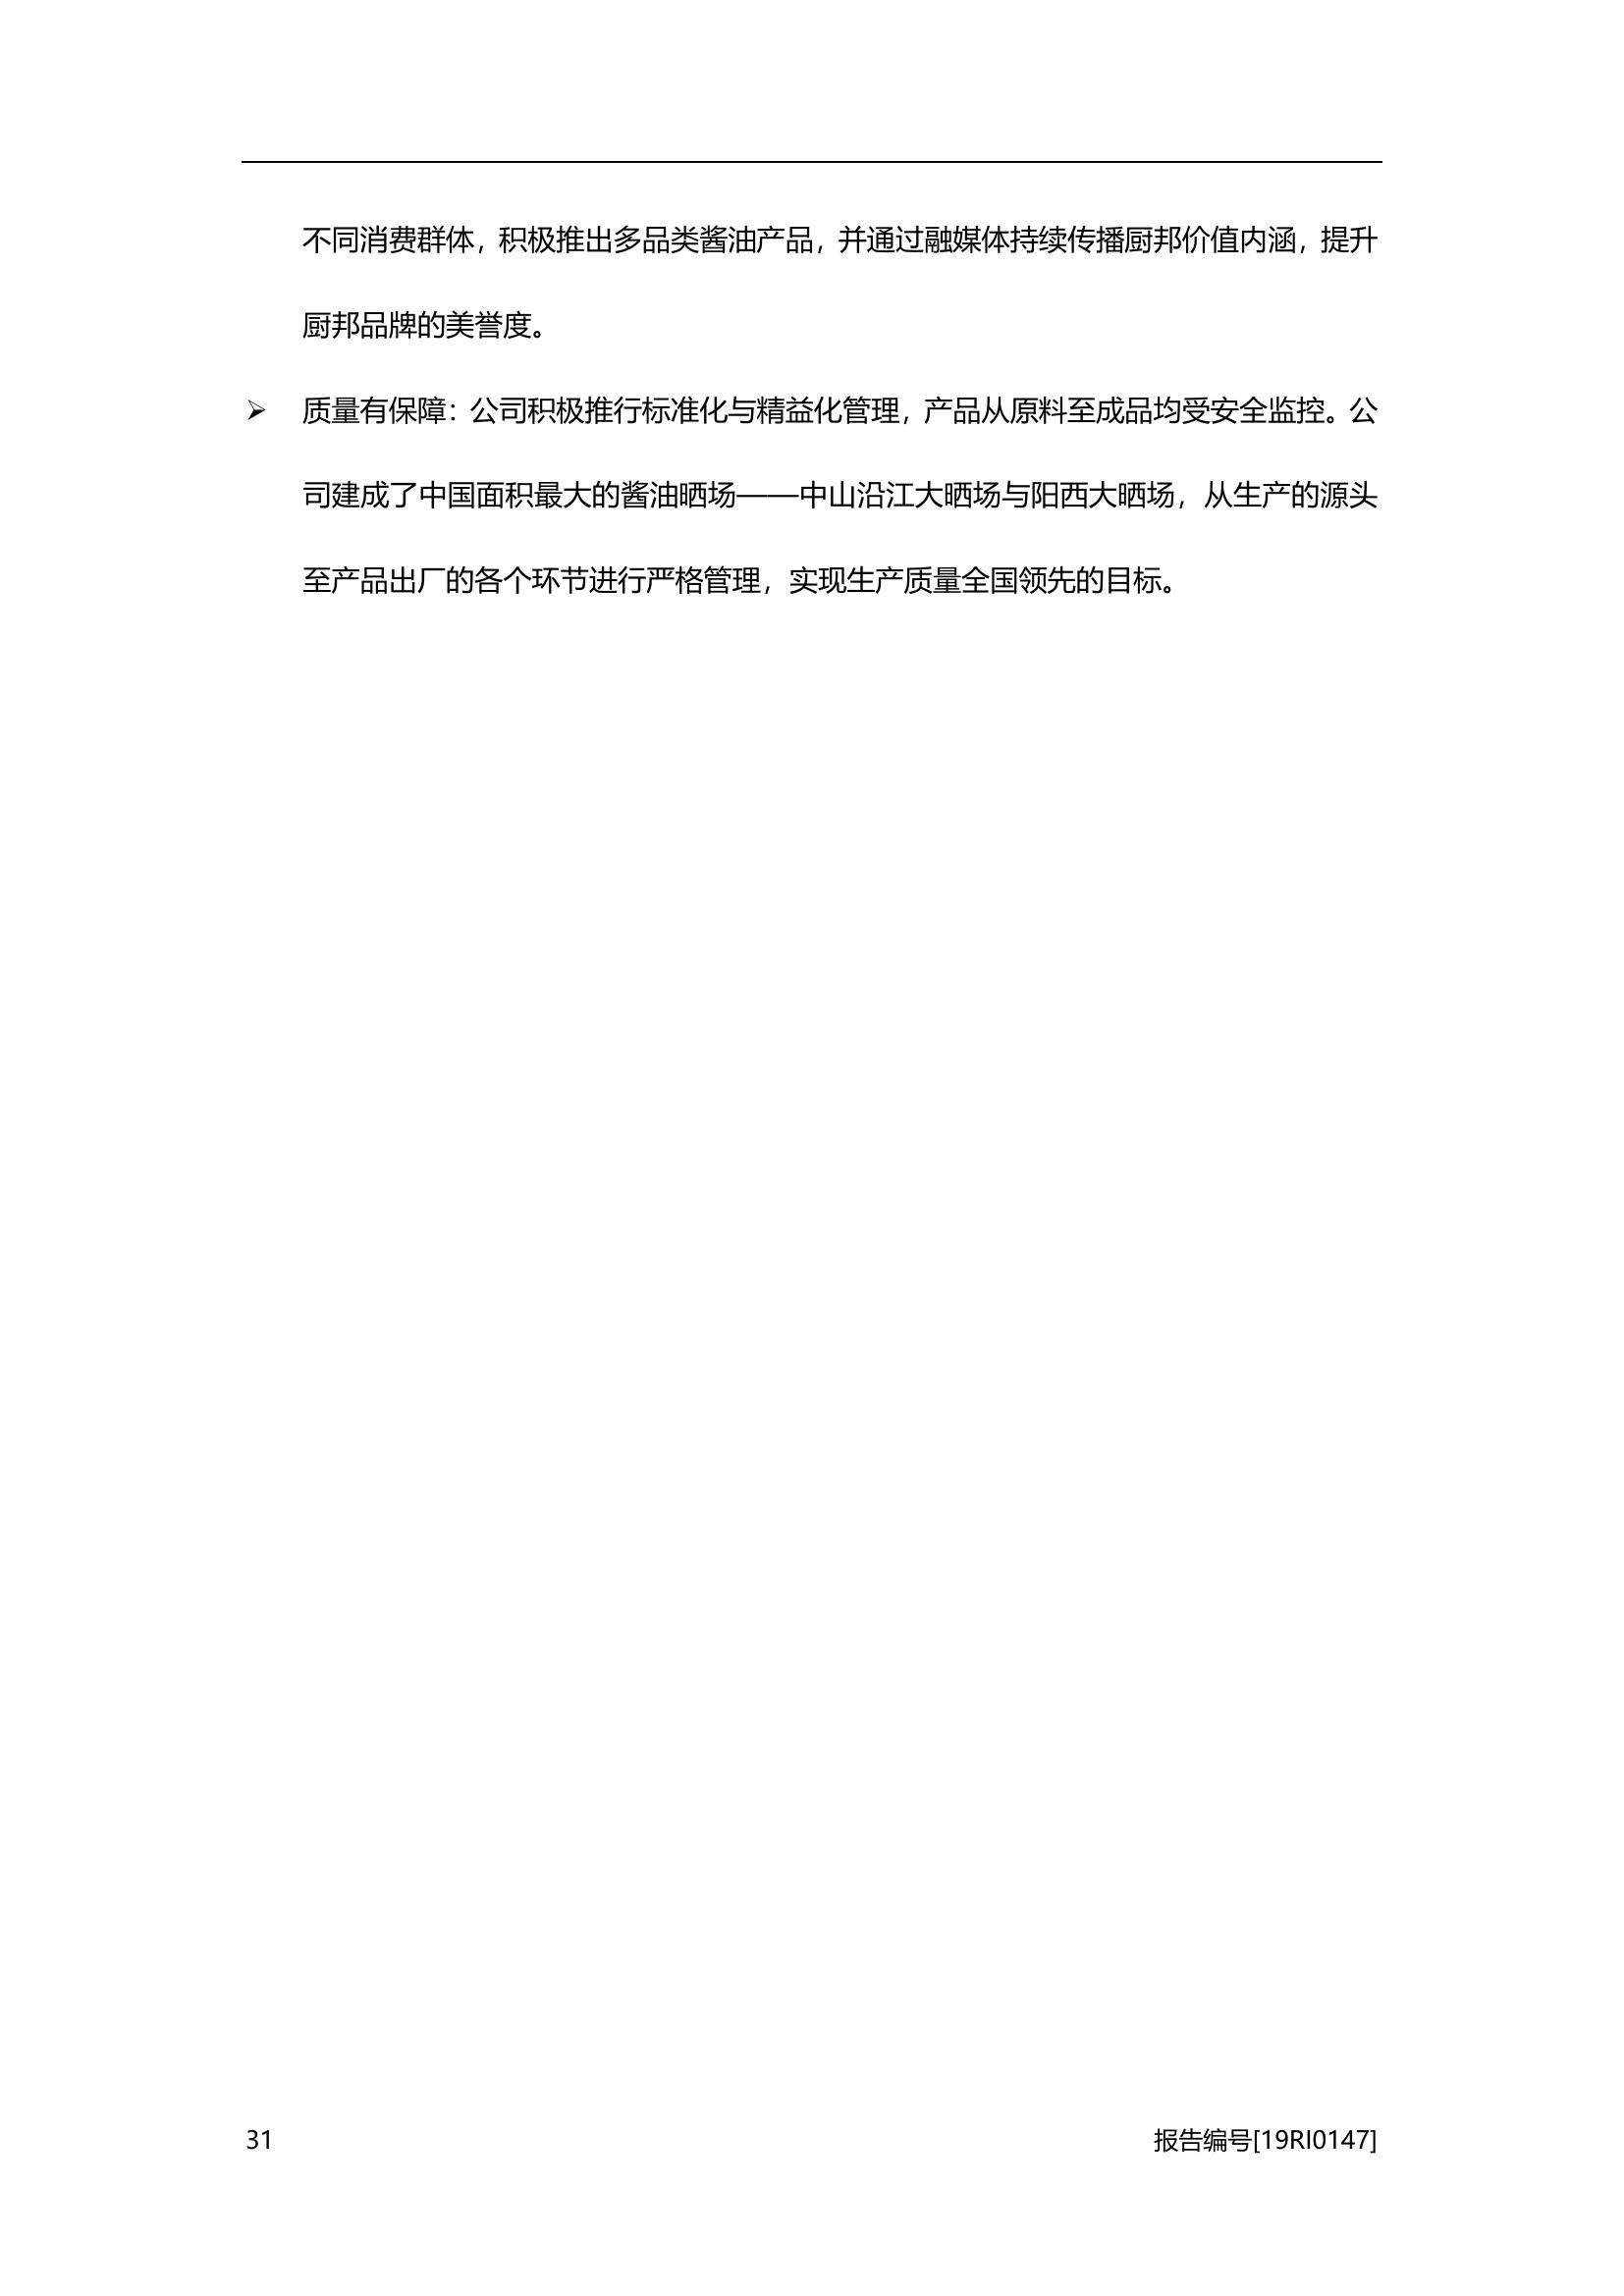 不同消费群体，积极推出多品类酱油产品，并通过融媒体持续传播厨邦价值内涵，提升
厨邦品牌的美誉度。
➢ 质量有保障：公司积极推行标准化与精益化管理，产品从原料至成品均受安全监控。公
司建成了中国面积最大的酱油晒场——中山沿江大晒场与阳西大晒场，从生产的源头
至产品出厂的各个环节进行严格管理，实现生产质量全国领先的目标。
31 报告编号[19RI0147]